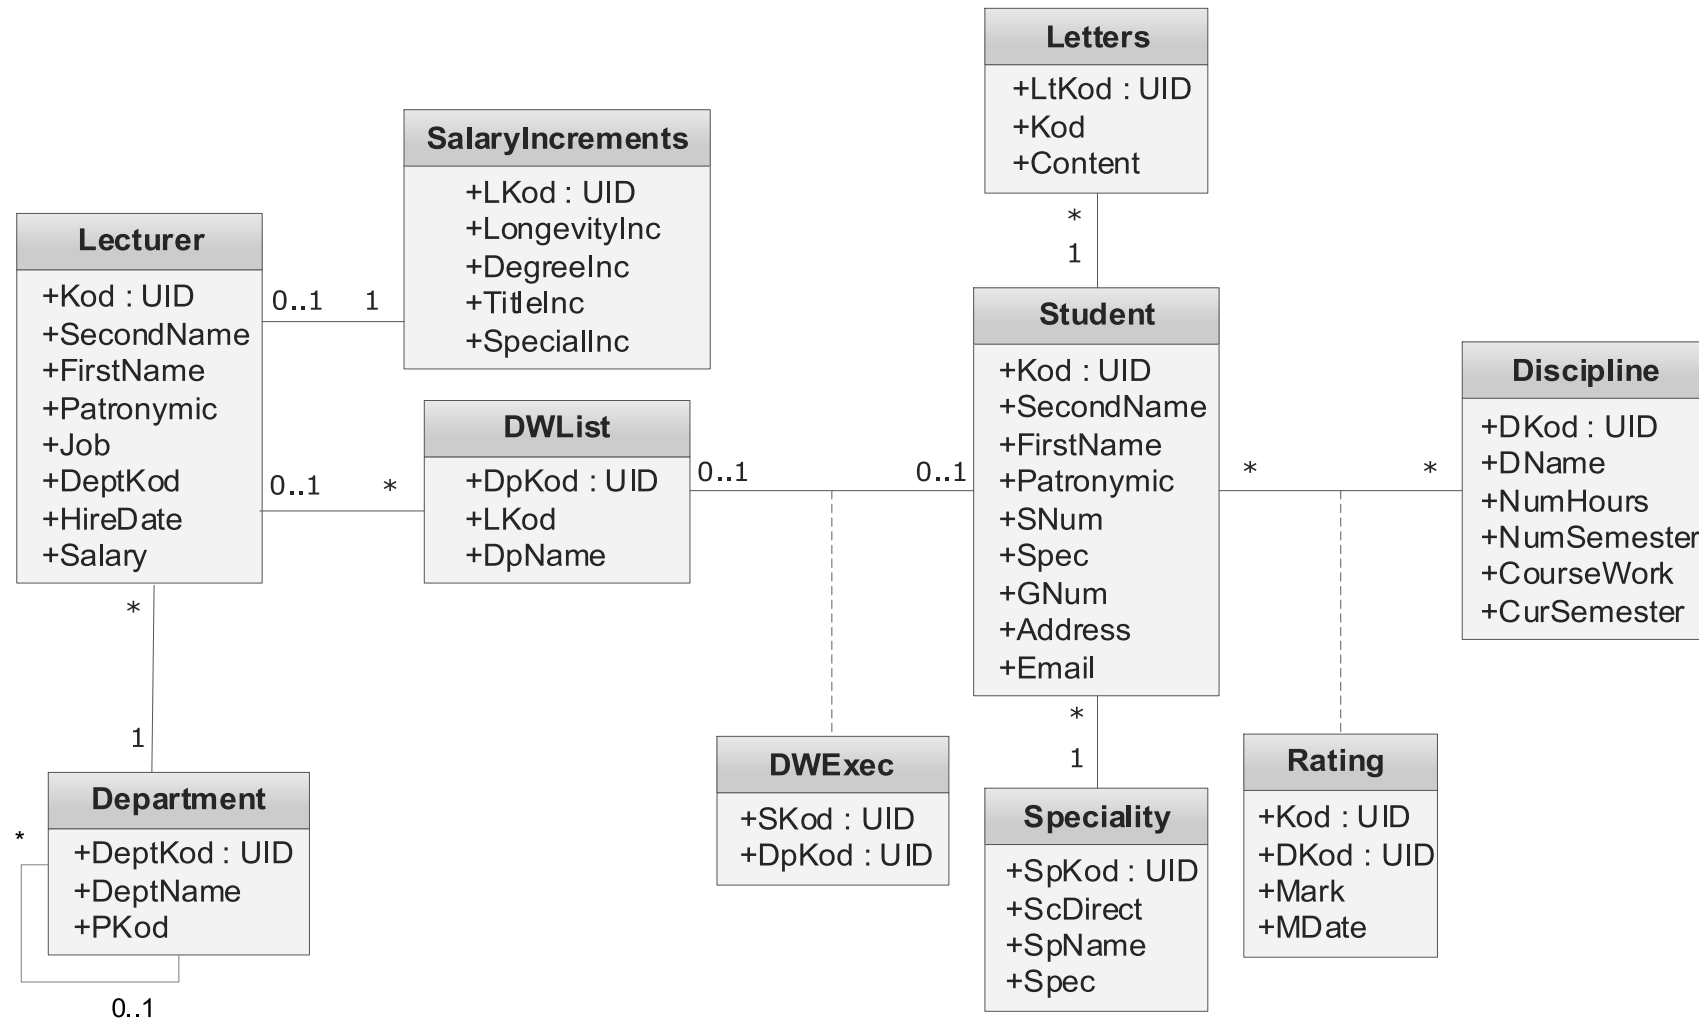 Letters
+LtKod : UID
+Kod
+Content
*
1
SalaryIncrements
+LKod : UID
+LongevityInc
+DegreeInc
+TitleInc
+SpecialInc
Lecturer
+Kod : UID
+SecondName
+FirstName
+Patronymic
+Job
+DeptKod
+HireDate
+Salary
0..1 1
0..1 *
DWList
+DpKod : UID
+LKod
+DpName
0..1 0..1
Student
+Kod : UID
+SecondName
+FirstName
+Patronymic
+SNum
+Spec
+GNum
+Address
+Email
* *
Discipline
+DKod : UID
+DName
+NumHours
+NumSemester
+CourseWork
+CurSemester
*
1
Department
+DeptKod : UID
+DeptName
+PKod
*
0..1
DWExec
+SKod : UID
+DpKod : UID
*
1
Speciality
+SpKod : UID
+ScDirect
+SpName
+Spec
Rating
+Kod : UID
+DKod : UID
+Mark
+MDate